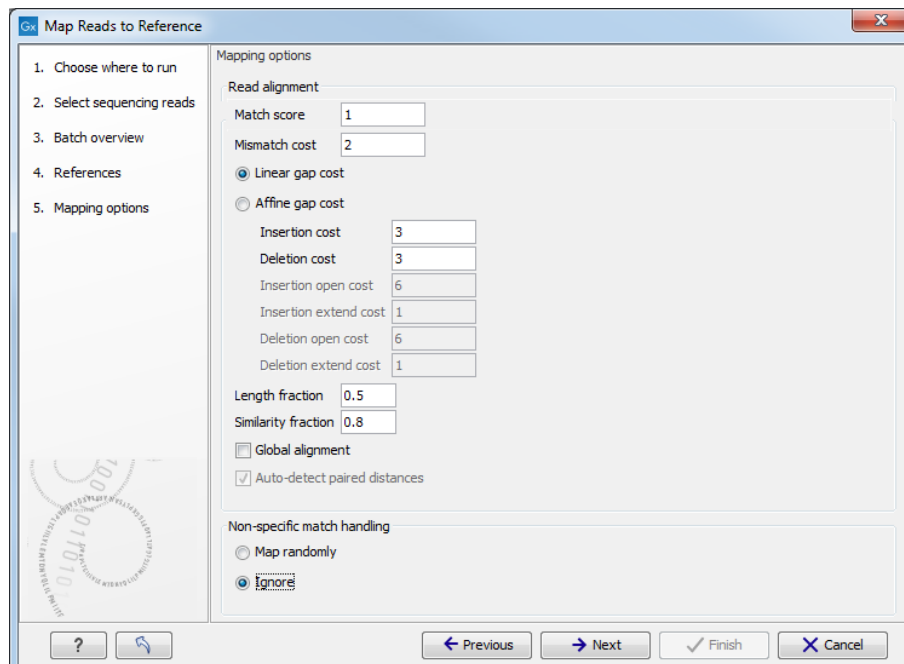 Gx Map Reads to Reference
1. Choose where to run
2. Select sequencing reads
3. Batch overview
4. References
5. Mapping options
Mapping options
Read alignment
Match score 1
Mismatch cost 2
Linear gap cost
Affine gap cost
Insertion cost 3
Deletion cost 3
Insertion open cost 6
Insertion extend cost 1
Deletion open cost 6
Deletion extend cost 1
Length fraction 0.5
Similarity fraction 0.8
Global alignment
Auto-detect paired distances
Non-specific match handling
Map randomly
Ignore
? Previous Next Finish Cancel